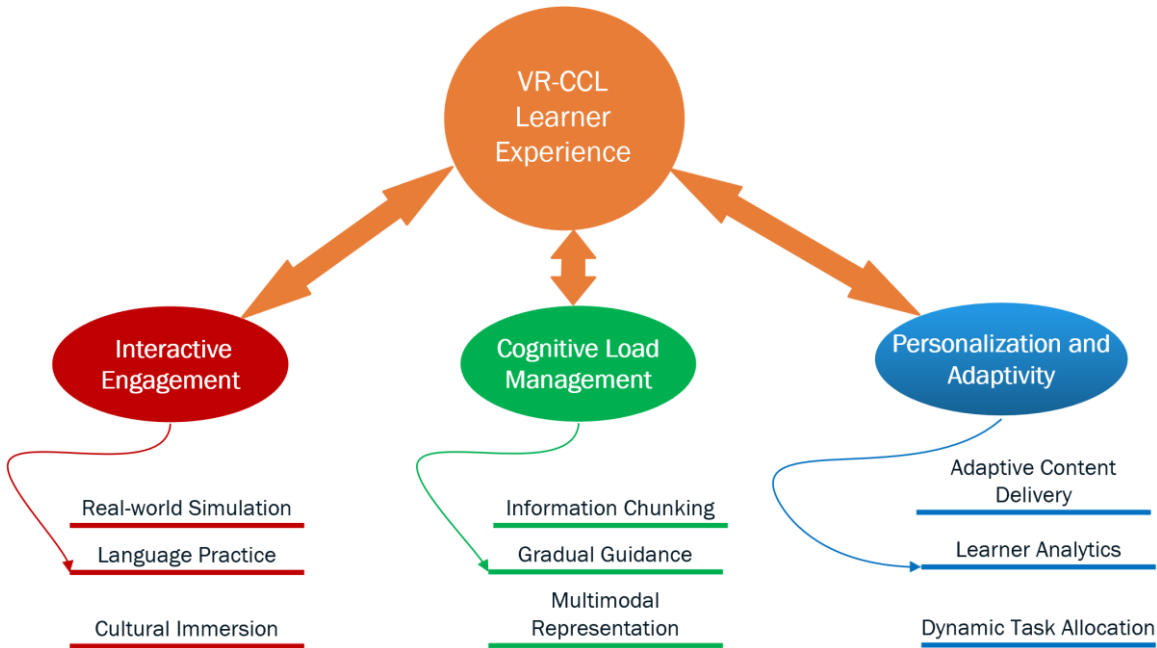 VR-CCL
Learner
Experience
Interactive
Engagement
Cognitive Load
Management
Personalization and
Adaptivity
Real-world Simulation
Language Practice
Cultural Immersion
Information Chunking
Gradual Guidance
Multimodal
Representation
Adaptive Content
Delivery
Learner Analytics
Dynamic Task Allocation